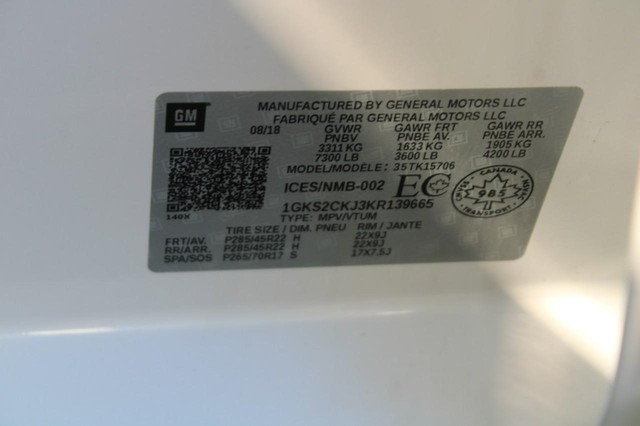 GM
MANUFACTURED BY GENERAL MOTORS LLC
FABRIQUÉ PAR GENERAL MOTORS LLC
08/18 GVWR GAWR FRT GAWR RR
PNBV PNBE AV. PNBE ARR.
3311 KG 1633 KG 1905 KG
7300 LB 3600 LB 4200 LB
MODEL/MODÈLE: 35TK15706
ICES/NMB-002 EC
CANADA
985
1GKS2CKJ3KR139665
140X
TYPE: MPV/VTUM
TIRE SIZE / DIM. PNEU RIM / JANTE
FRT/AV. P285/45R22 H 22X9J
RR/ARR. P285/45R22 H 22X9J
SPA/SOS P265/70R17 S 17X7.5J